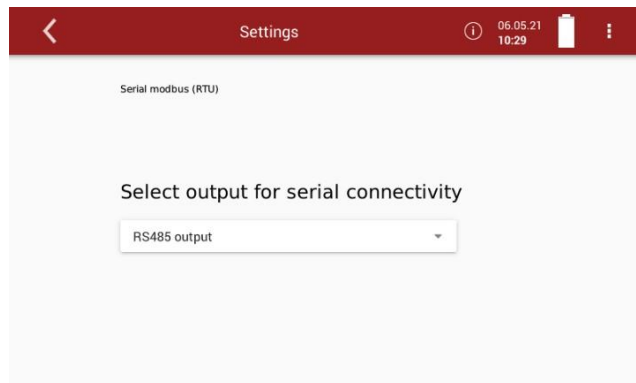 Settings
06.05.21
10:29
Serial modbus (RTU)
Select output for serial connectivity
RS485 output